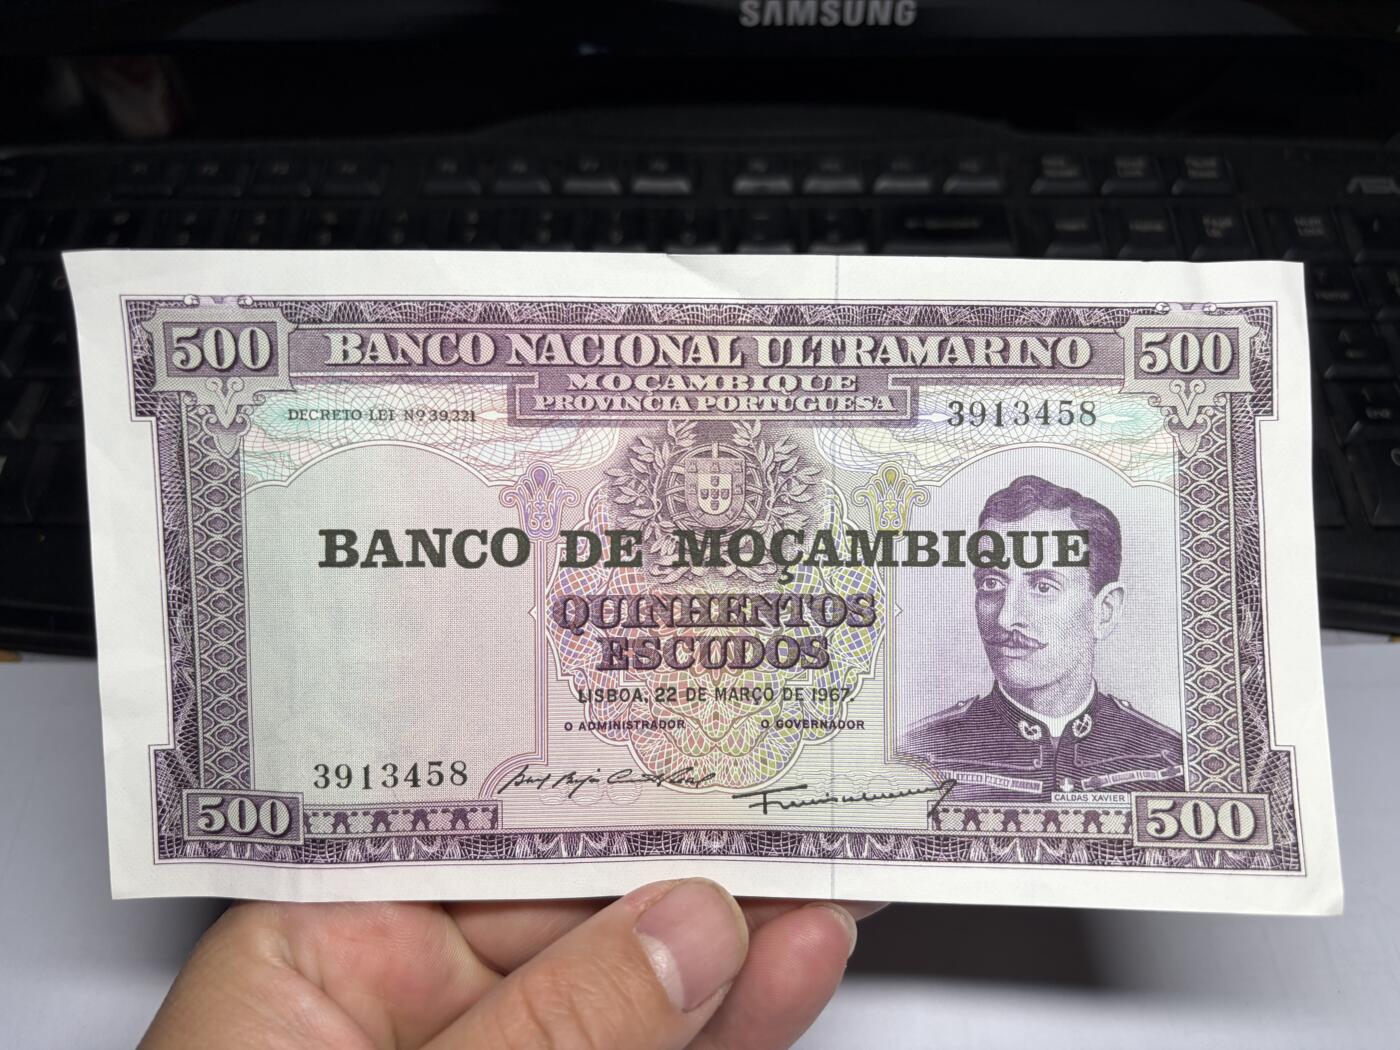 SAMSUNG
500 BANCO NACIONAL ULTRAMARINO 500
MOÇAMBIQUE
PROVINCIA PORTUGUESA
DECRETO LEI Nº 39,221
3913458
BANCO DE MOÇAMBIQUE
QUINHENTOS
ESCUDOS
LISBOA, 22 DE MARÇO DE 1967.
O ADMINISTRADOR O GOVERNADOR
3913458
CALDAS XAVIER
500 500